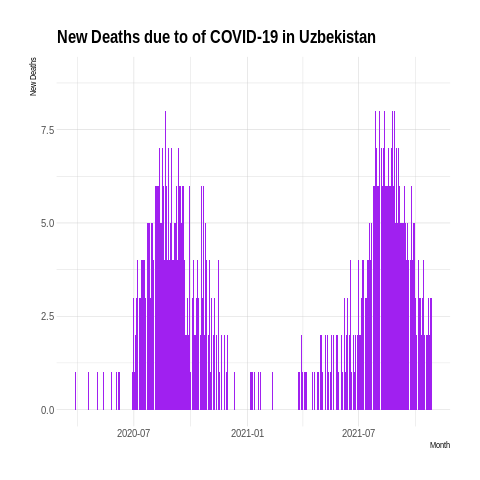 New Deaths due to of COVID-19 in Uzbekistan
New Deaths
7.5
5.0
2.5
0.0
2020-07
2021-01
2021-07
Month